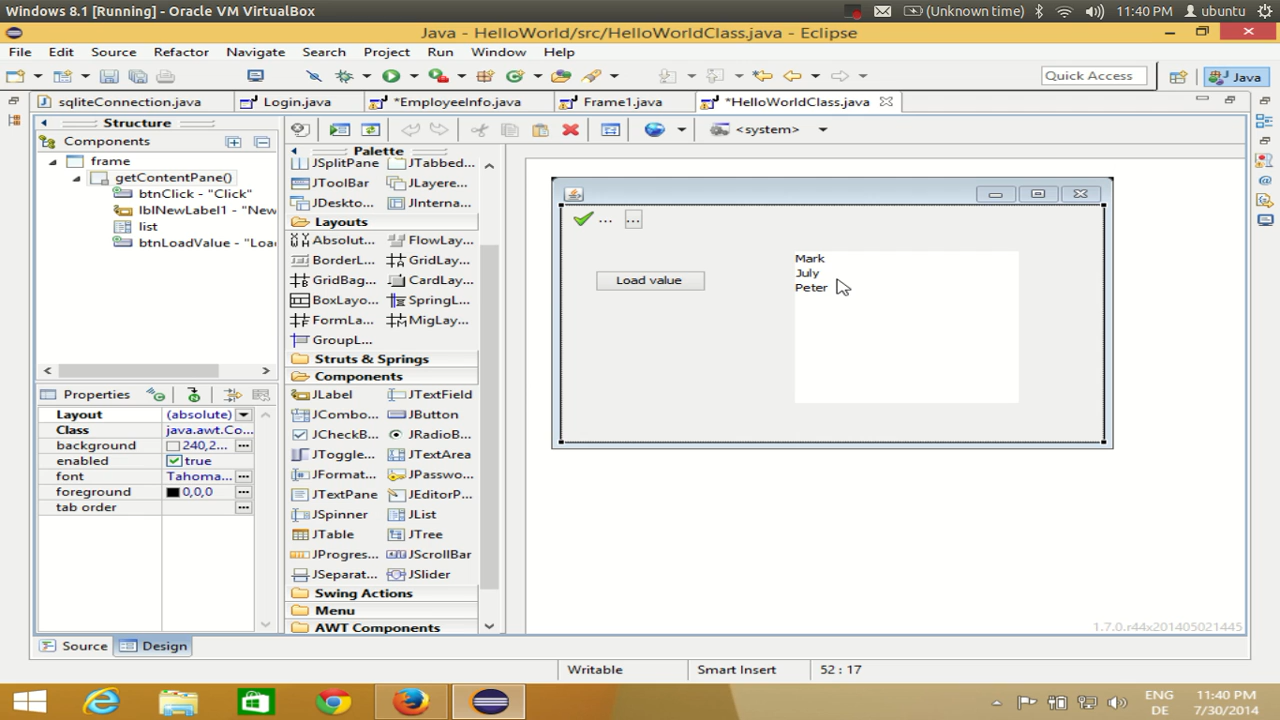 Windows 8.1 [Running] - Oracle VM VirtualBox
(Unknown time)
11:40 PM
ubuntu
Java - HelloWorld/src/HelloWorldClass.java - Eclipse
File Edit Source Refactor Navigate Search Project Run Window Help
Quick Access
Java
sqliteConnection.java
Login.java
*EmployeeInfo.java
Frame1.java
*HelloWorldClass.java
Structure
Components
frame
getContentPane()
btnClick - "Click"
lblNewLabel1 - "New
list
btnLoadValue - "Loa
Properties
Layout (absolute)
Class java.awt.Co...
background 240,2...
enabled true
font Tahoma...
foreground 0,0,0
tab order
<system>
Palette
JSplitPane JTabbed...
JToolBar JLayere...
JDeskto... JInterna...
Layouts
Absolut... FlowLay...
BorderL... GridLay...
GridBag... CardLay...
BoxLayo... SpringL...
FormLa... MigLay...
GroupL...
Struts & Springs
Components
JLabel JTextField
JCombo... JButton
JCheckB... JRadioB...
JToggle... JTextArea
JFormat... JPasswo...
JTextPane JEditorP...
JSpinner JList
JTable JTree
JProgres... JScrollBar
JSeparat... JSlider
Swing Actions
Menu
AWT Components
... ...
Load value
Mark
July
Peter
1.7.0.r44x201405021445
Source Design
Writable Smart Insert 52 : 17
ENG 11:40 PM
DE 7/30/2014